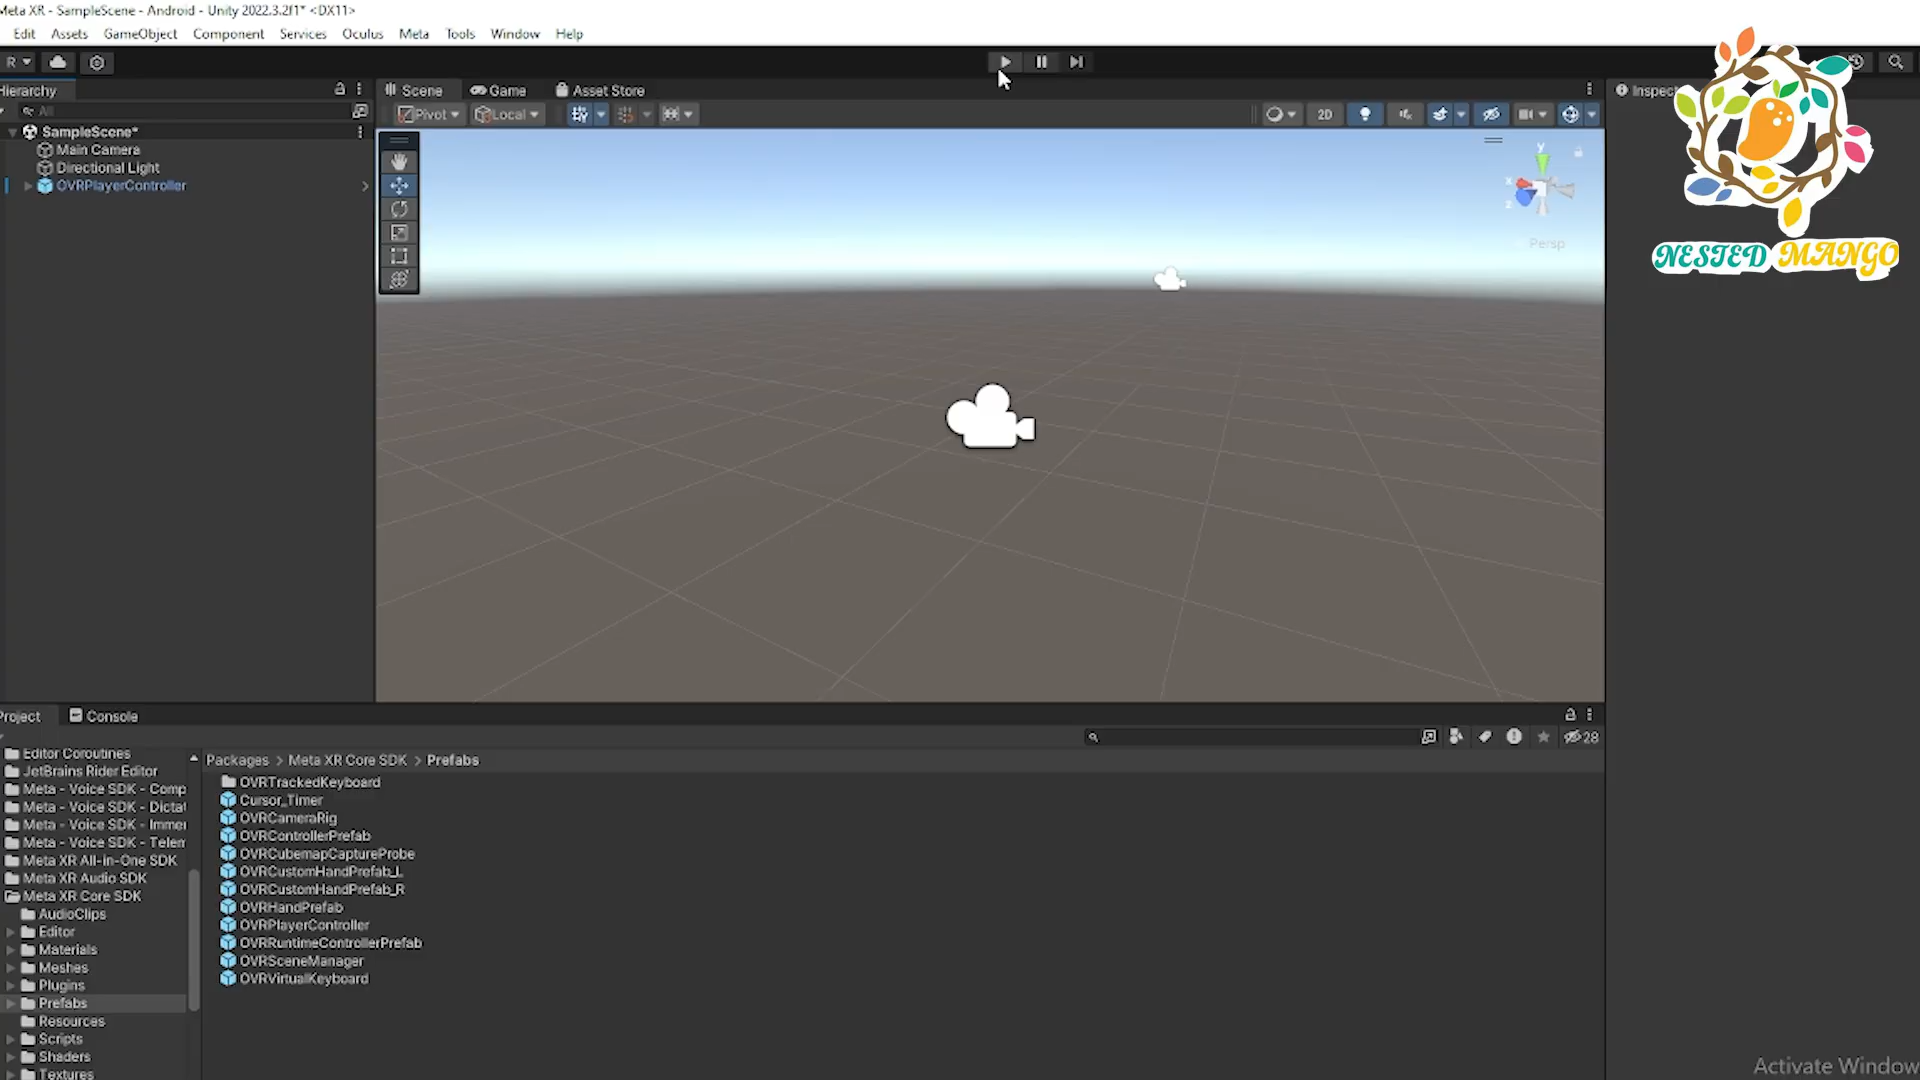 Meta XR - SampleScene - Android - Unity 2022.3.2f1* <DX11>
Edit Assets GameObject Component Services Oculus Meta Tools Window Help
R
Hierarchy
Scene Game Asset Store
Inspec
All
Pivot Local 2D
SampleScene*
Main Camera
Directional Light
OVRPlayerController
y
x
z
Persp
NESTED MANGO
Project Console
28
Editor Coroutines
JetBrains Rider Editor
Meta - Voice SDK - Comp
Meta - Voice SDK - Dictat
Meta - Voice SDK - Immer
Meta - Voice SDK - Telem
Meta XR All-in-One SDK
Meta XR Audio SDK
Meta XR Core SDK
AudioClips
Editor
Materials
Meshes
Plugins
Prefabs
Resources
Scripts
Shaders
Textures
Packages > Meta XR Core SDK > Prefabs
OVRTrackedKeyboard
Cursor_Timer
OVRCameraRig
OVRControllerPrefab
OVRCubemapCaptureProbe
OVRCustomHandPrefab_L
OVRCustomHandPrefab_R
OVRHandPrefab
OVRPlayerController
OVRRuntimeControllerPrefab
OVRSceneManager
OVRVirtualKeyboard
Activate Window